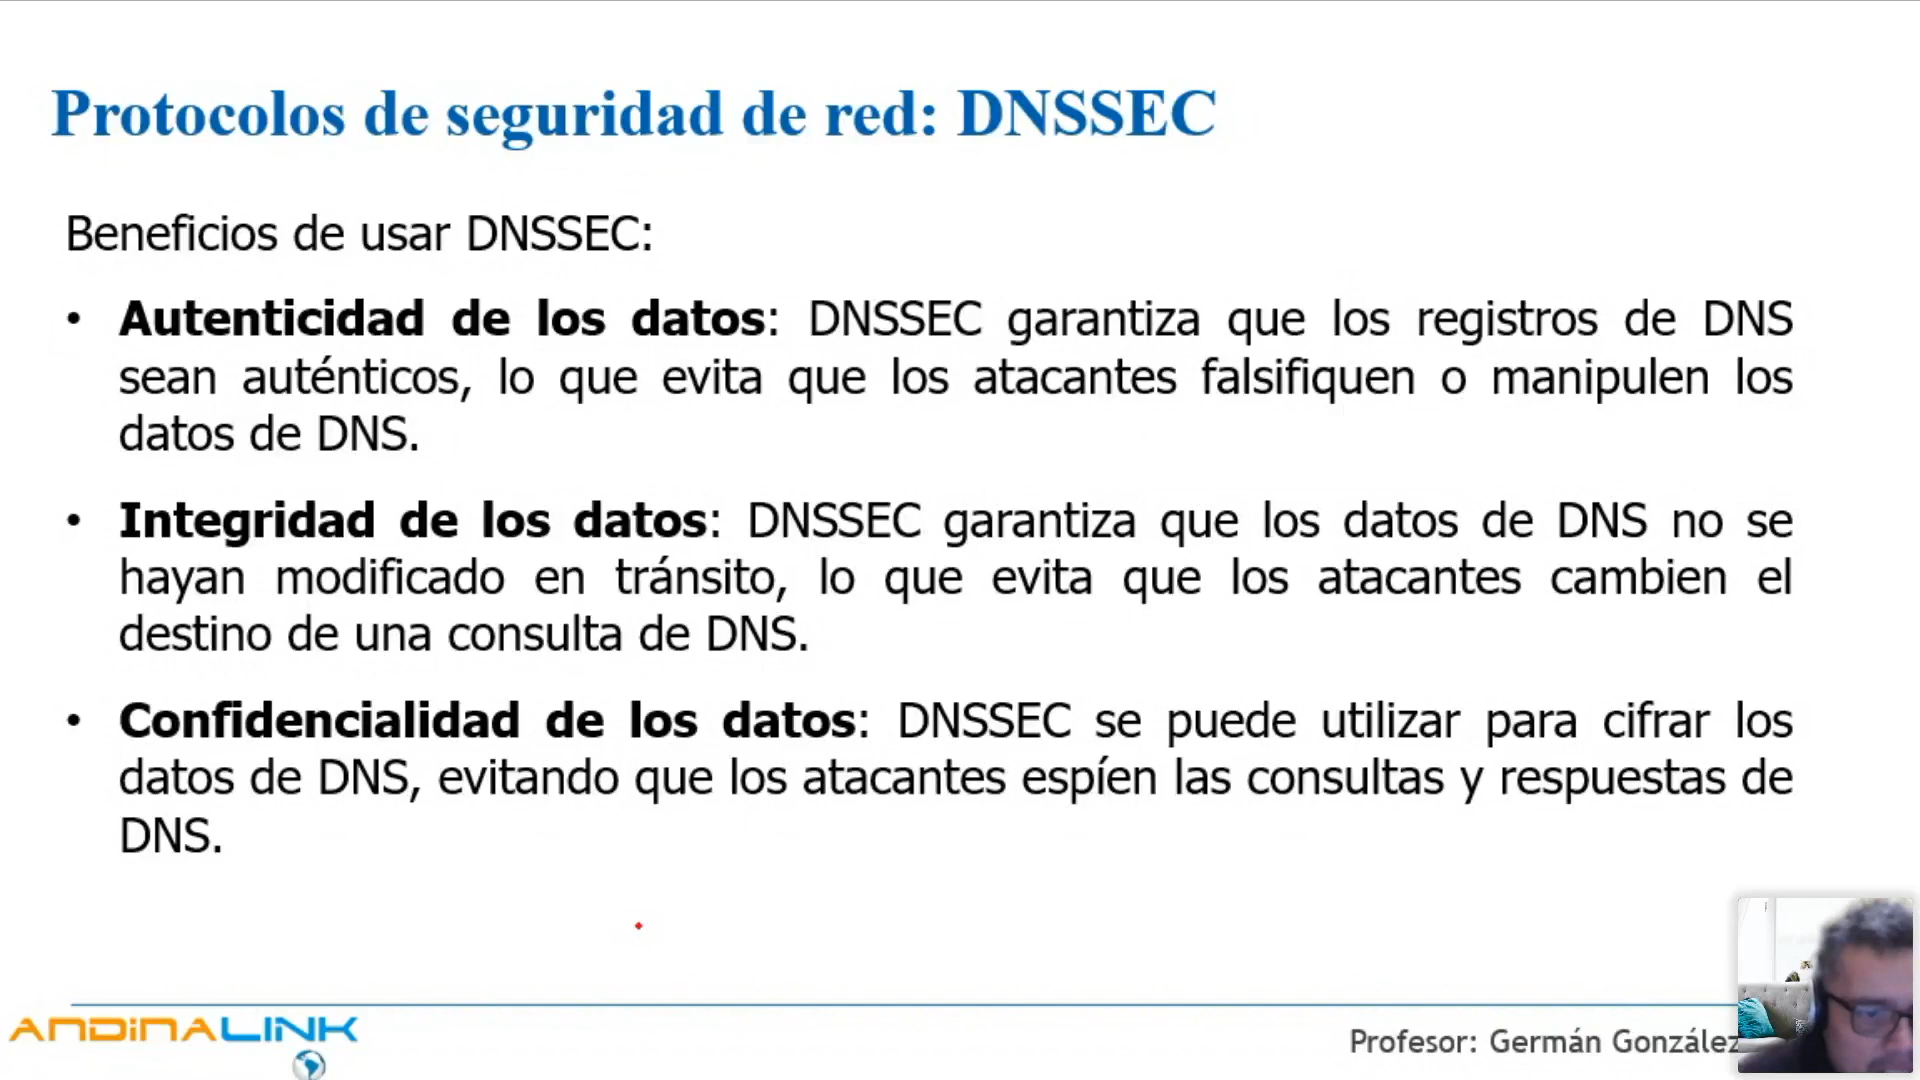 Protocolos de seguridad de red: DNSSEC
Beneficios de usar DNSSEC:
• Autenticidad de los datos: DNSSEC garantiza que los registros de DNS
sean auténticos, lo que evita que los atacantes falsifiquen o manipulen los
datos de DNS.
• Integridad de los datos: DNSSEC garantiza que los datos de DNS no se
hayan modificado en tránsito, lo que evita que los atacantes cambien el
destino de una consulta de DNS.
• Confidencialidad de los datos: DNSSEC se puede utilizar para cifrar los
datos de DNS, evitando que los atacantes espíen las consultas y respuestas de
DNS.
ANDINALINK
Profesor: Germán González